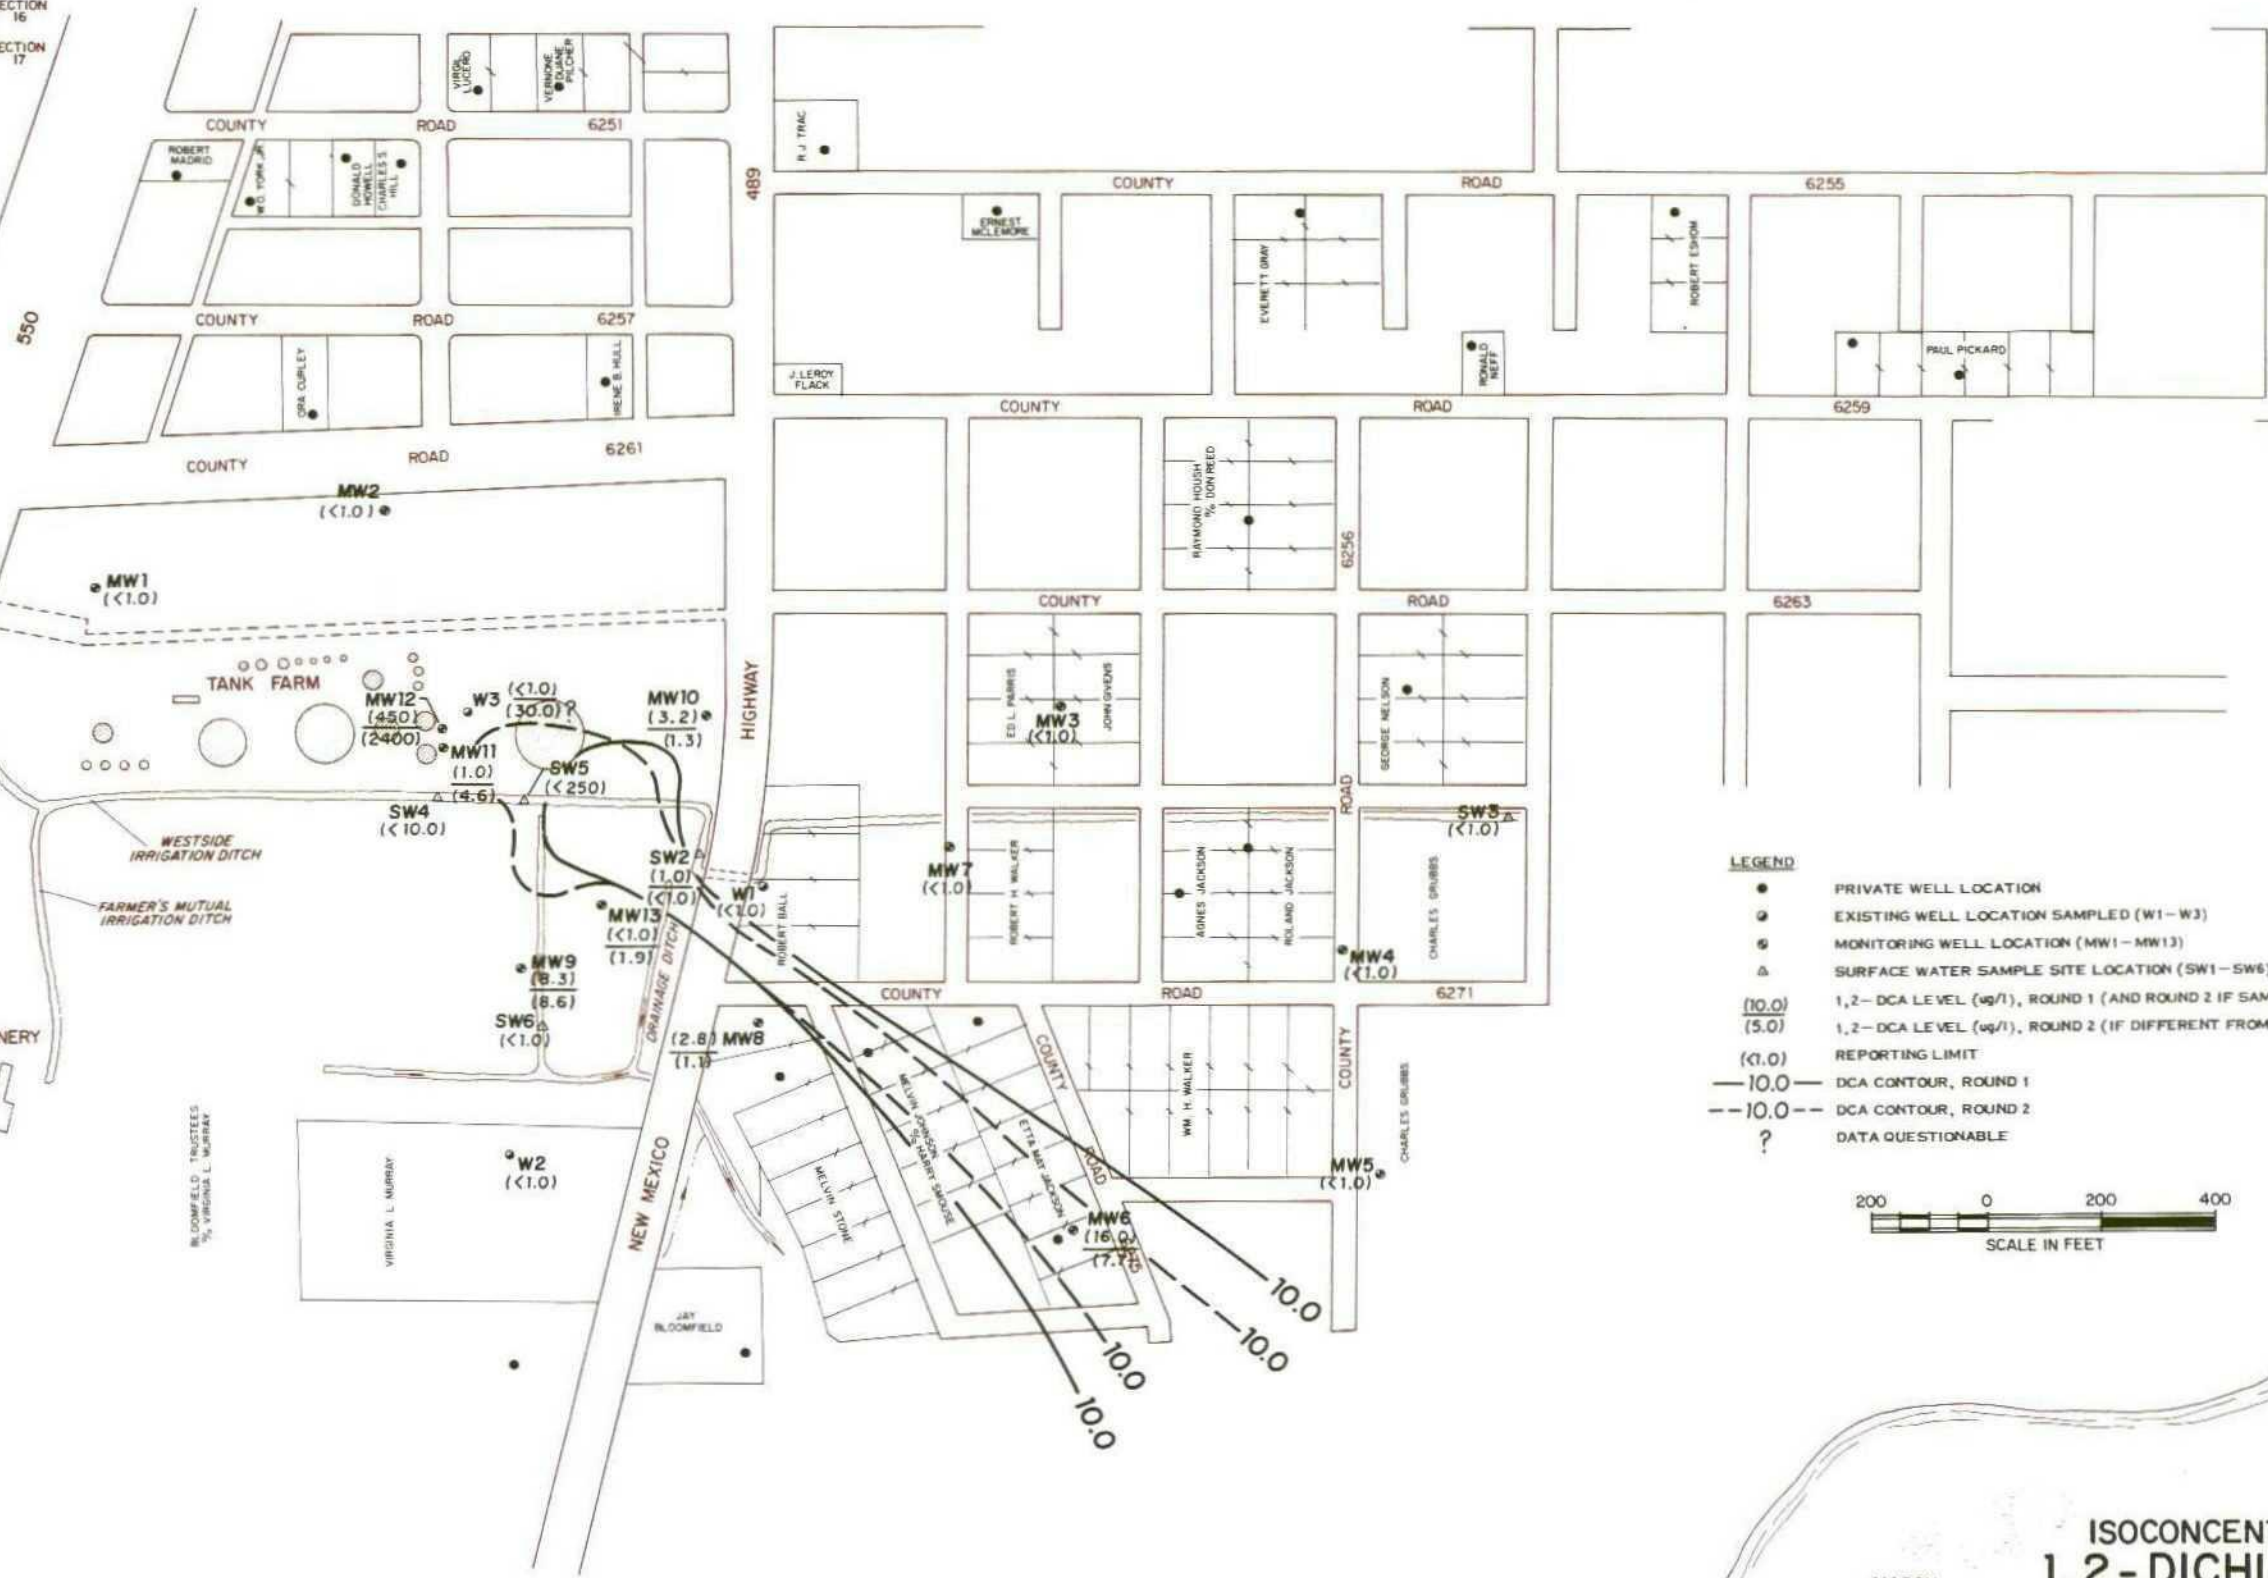 ECTION
16
ECTION
17
VIRGIL
LUCERO
VERNONE
DUANE
PILCHER
COUNTY ROAD 6251
ROBERT
MADRID
W.O. YORK JR.
DONALD
HOWELL
CHARLES S.
HILL
R J TRAC
489
COUNTY ROAD 6255
ERNEST
MCLEMORE
EVERETT GRAY
ROBERT ESHOM
550
COUNTY ROAD 6257
ORA CURLEY
IRENE B. HULL
J. LEROY
FLACK
RONALD
NEFF
PAUL PICKARD
COUNTY ROAD 6259
COUNTY ROAD 6261
RAYMOND HOUSH
% DON REED
MW2
(<1.0)
MW1
(<1.0)
6256
COUNTY ROAD 6263
TANK FARM
MW12
(450)
(2400)
W3
(<1.0)
(30.0)?
MW10
(3.2)
(1.3)
HIGHWAY
ED L. PARRIS
MW3
(<1.0)
JOHN GIVENS
GEORGE NELSON
MW11
(1.0)
(4.6)
SW5
(<250)
SW4
(<10.0)
ROAD
SW3
(<1.0)
WESTSIDE
IRRIGATION DITCH
FARMER'S MUTUAL
IRRIGATION DITCH
SW2
(1.0)
(<1.0)
W1
(<1.0)
ROBERT BALL
MW7
(<1.0)
ROBERT H WALKER
AGNES JACKSON
ROLAND JACKSON
CHARLES GRUBBS
MW13
(<1.0)
(1.9)
DRAINAGE DITCH
MW9
(8.3)
(8.6)
SW6
(<1.0)
MW4
(<1.0)
COUNTY ROAD 6271
NERY
(2.8) MW8
(1.1)
COUNTY
ROAD
WM. H. WALKER
COUNTY
CHARLES GRUBBS
BLOOMFIELD TRUSTEES
% VIRGINIA L. MURRAY
VIRGINIA L MURRAY
W2
(<1.0)
NEW MEXICO
MELVIN STONE
MELVIN JOHNSON
% HARRY SMOUSE
ETTA MAY JACKSON
MW5
(<1.0)
MW6
(16.0)
(7.7)
JAY
BLOOMFIELD
10.0
10.0
10.0
10.0
LEGEND
PRIVATE WELL LOCATION
EXISTING WELL LOCATION SAMPLED (W1-W3)
MONITORING WELL LOCATION (MW1-MW13)
SURFACE WATER SAMPLE SITE LOCATION (SW1-SW6)
(10.0) 1,2-DCA LEVEL (ug/l), ROUND 1 (AND ROUND 2 IF SAM
(5.0) 1,2-DCA LEVEL (ug/l), ROUND 2 (IF DIFFERENT FROM
(<1.0) REPORTING LIMIT
10.0 DCA CONTOUR, ROUND 1
10.0 DCA CONTOUR, ROUND 2
? DATA QUESTIONABLE
200 0 200 400
SCALE IN FEET
ISOCONCEN
1,2-DICHL